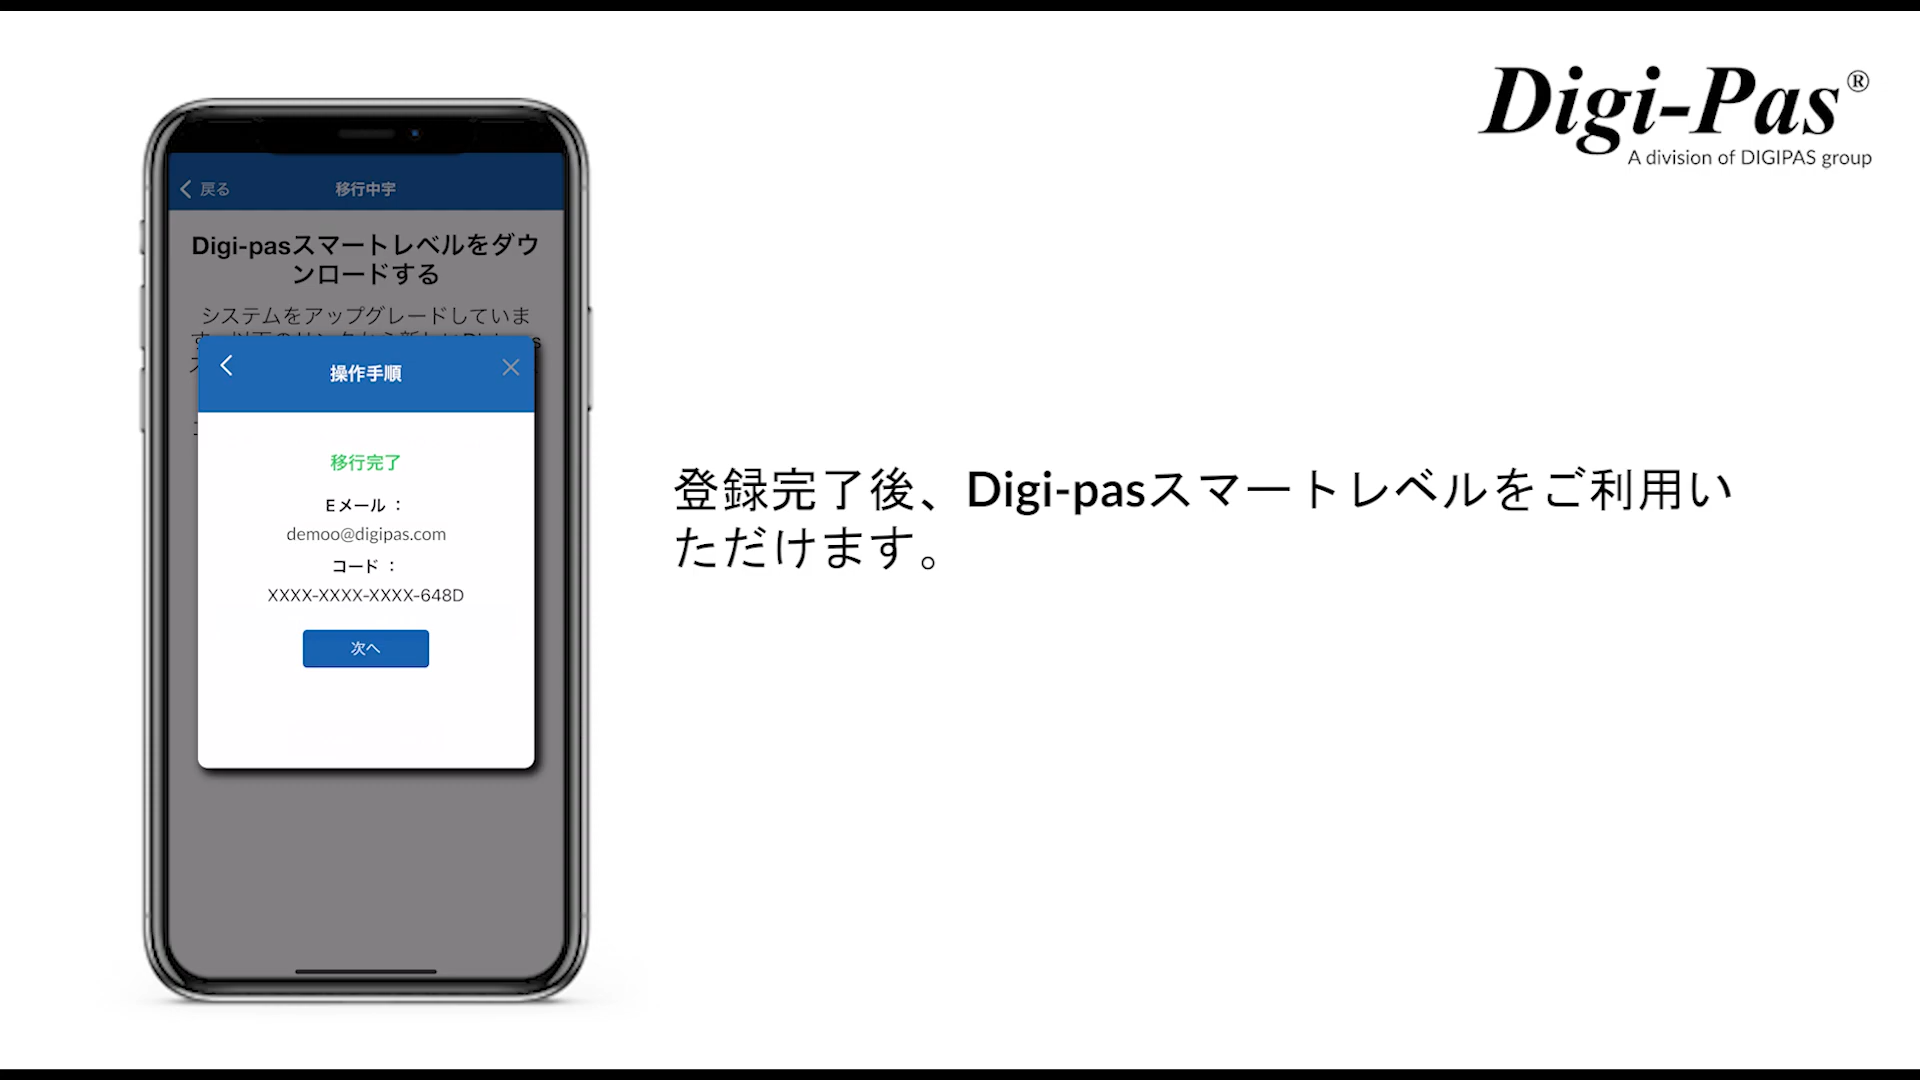 Digi-Pas®
A division of DIGIPAS group
戻る
移行中宇
Digi-pasスマートレベルをダウ
ンロードする
システムをアップグレードしていま
操作手順
移行完了
Eメール ：
demoo@digipas.com
コード ：
XXXX-XXXX-XXXX-648D
次へ
登録完了後、Digi-pasスマートレベルをご利用い
ただけます。